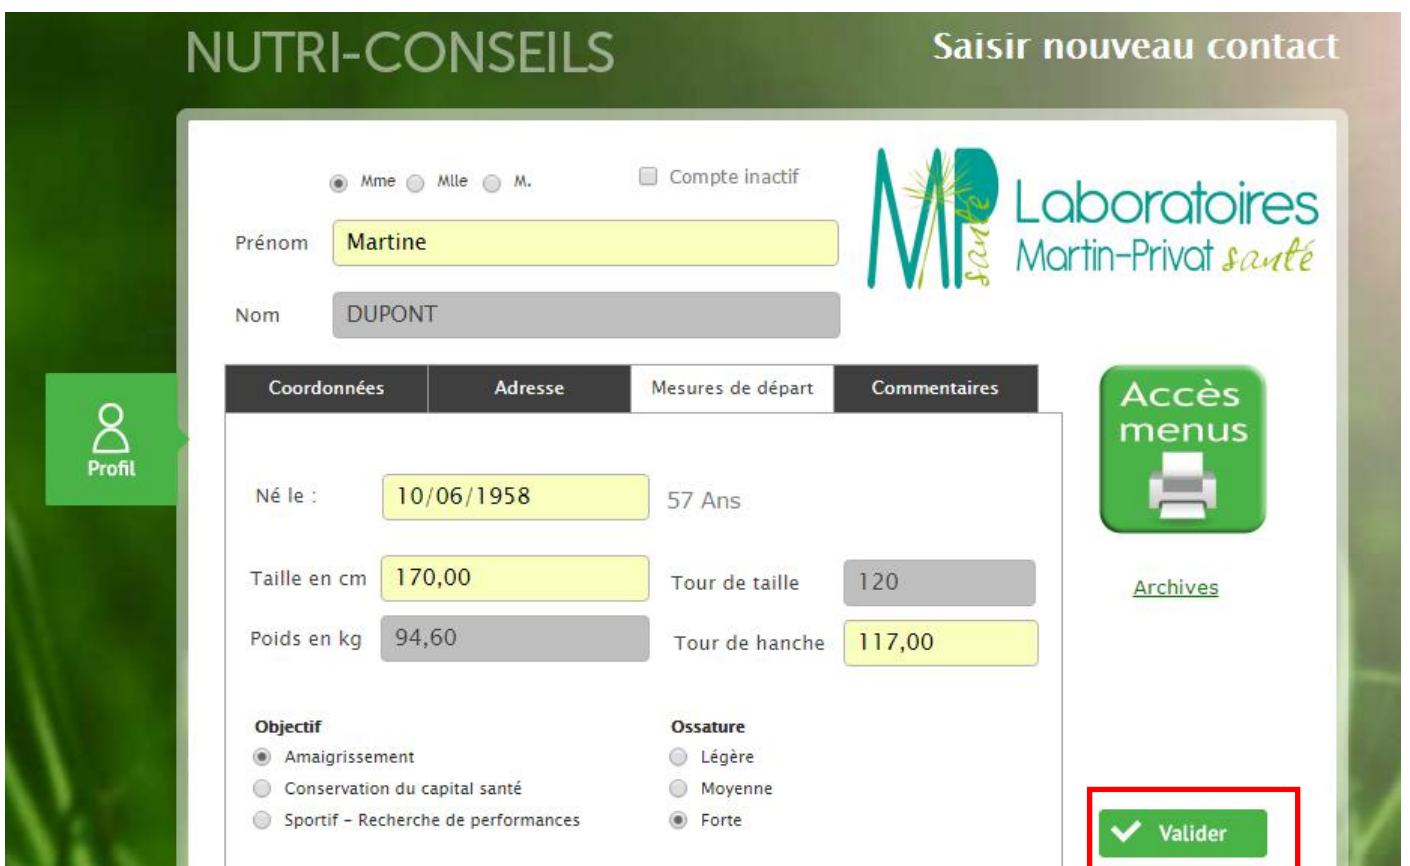 NUTRI-CONSEILS
Saisir nouveau contact
Mme Mlle M.
Compte inactif
MP santé
Laboratoires
Martin-Privat santé
Prénom Martine
Nom DUPONT
Coordonnées Adresse Mesures de départ Commentaires
Accès
menus
Profil
Né le : 10/06/1958 57 Ans
Taille en cm 170,00 Tour de taille 120
Archives
Poids en kg 94,60 Tour de hanche 117,00
Objectif Ossature
Amaigrissement Légère
Conservation du capital santé Moyenne
Sportif - Recherche de performances Forte
Valider